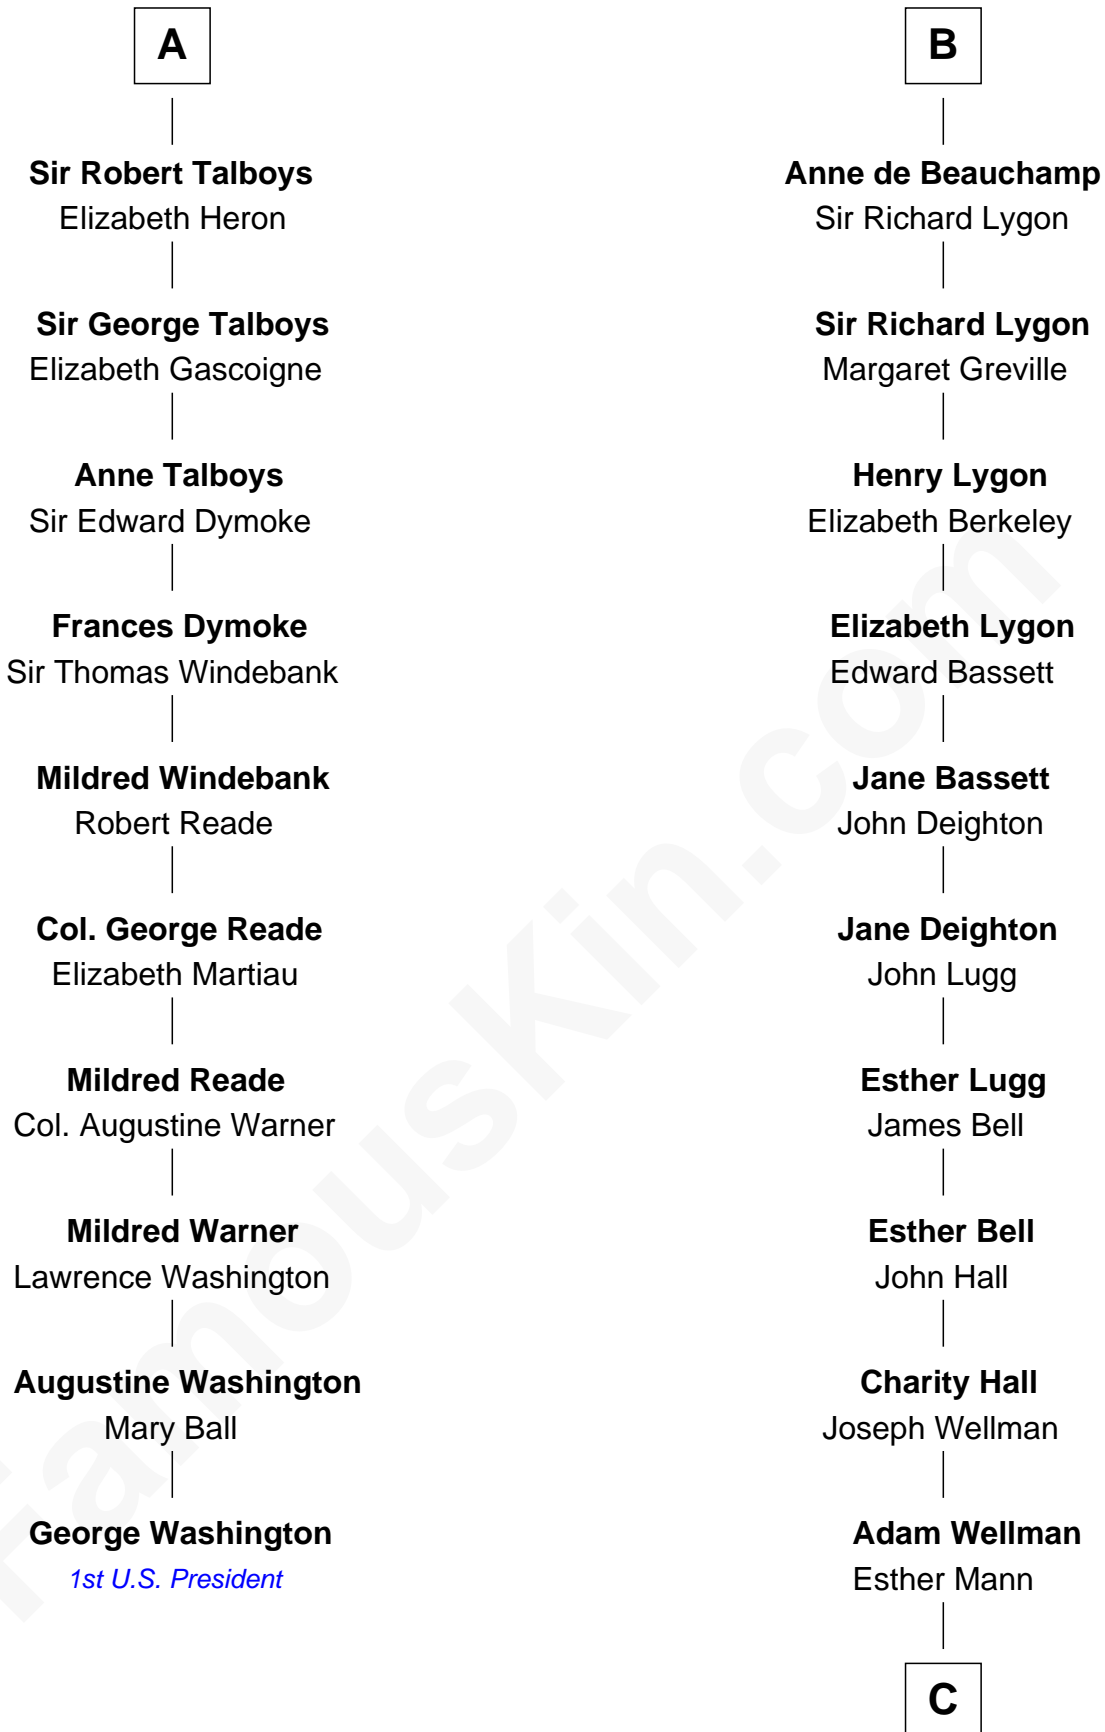 A
Sir Robert Talboys
Elizabeth Heron
Sir George Talboys
Elizabeth Gascoigne
Anne Talboys
Sir Edward Dymoke
Frances Dymoke
Sir Thomas Windebank
Mildred Windebank
Robert Reade
Col. George Reade
Elizabeth Martiau
Mildred Reade
Col. Augustine Warner
Mildred Warner
Lawrence Washington
Augustine Washington
Mary Ball
George Washington
1st U.S. President
B
Anne de Beauchamp
Sir Richard Lygon
Sir Richard Lygon
Margaret Greville
Henry Lygon
Elizabeth Berkeley
Elizabeth Lygon
Edward Bassett
Jane Bassett
John Deighton
Jane Deighton
John Lugg
Esther Lugg
James Bell
Esther Bell
John Hall
Charity Hall
Joseph Wellman
Adam Wellman
Esther Mann
C
FamousKin.com